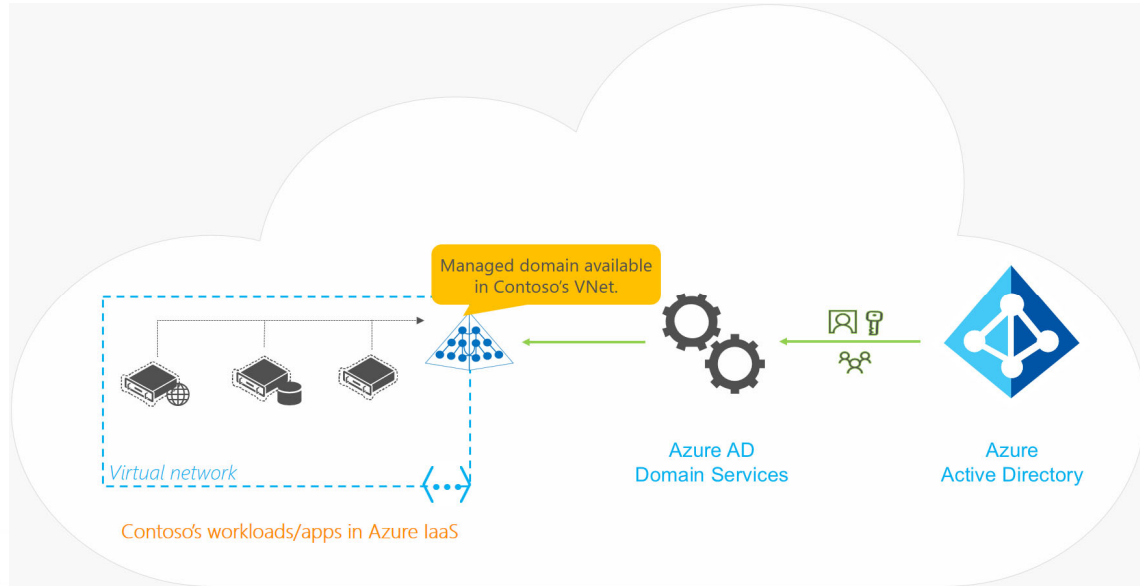 Managed domain available
in Contoso's VNet.
Virtual network
Contoso's workloads/apps in Azure IaaS
Azure AD
Domain Services
Azure
Active Directory